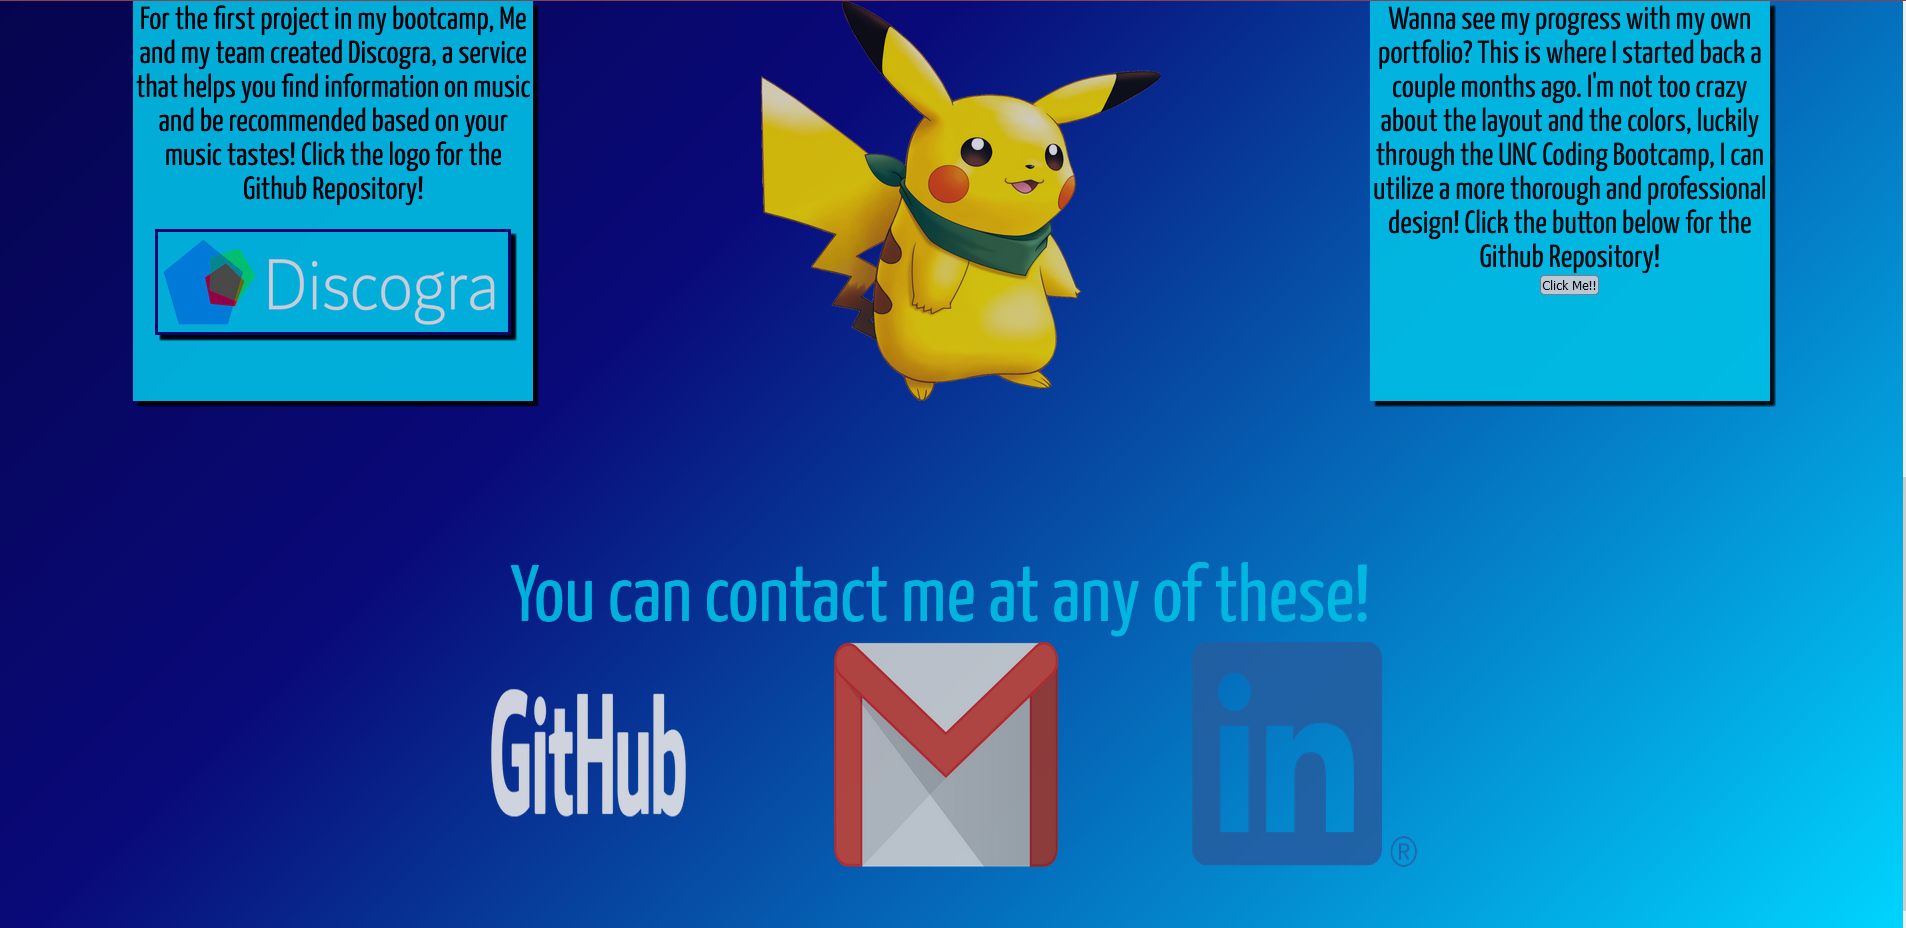 For the first project in my bootcamp, Me
and my team created Discogra, a service
that helps you find information on music
and be recommended based on your
music tastes! Click the logo for the
Github Repository!
Discogra
Wanna see my progress with my own
portfolio? This is where I started back a
couple months ago. I'm not too crazy
about the layout and the colors, luckily
through the UNC Coding Bootcamp, I can
utilize a more thorough and professional
design! Click the button below for the
Github Repository!
Click Me!!
You can contact me at any of these!
GitHub
M
in
®